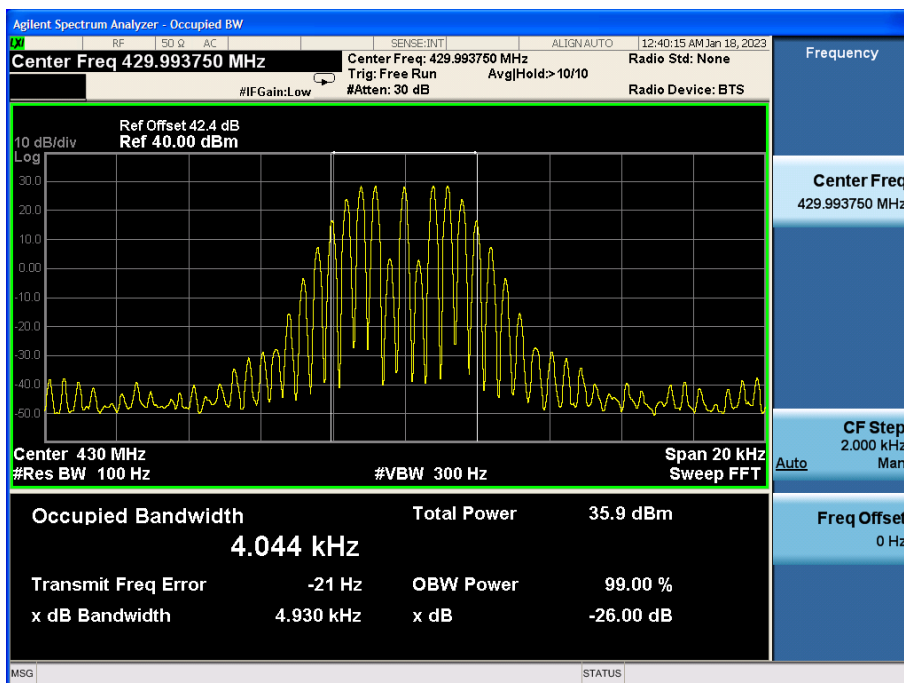 Agilent Spectrum Analyzer - Occupied BW
LXI RF 50 Ω AC SENSE:INT ALIGN AUTO 12:40:15 AM Jan 18, 2023
Center Freq 429.993750 MHz
Center Freq: 429.993750 MHz
Radio Std: None
Trig: Free Run Avg|Hold:> 10/10
#IFGain:Low #Atten: 30 dB Radio Device: BTS
Ref Offset 42.4 dB
10 dB/div Ref 40.00 dBm
Log
30.0
20.0
10.0
0.00
-10.0
-20.0
-30.0
-40.0
-50.0
Center 430 MHz Span 20 kHz
#Res BW 100 Hz #VBW 300 Hz Sweep FFT
Occupied Bandwidth Total Power 35.9 dBm
4.044 kHz
Transmit Freq Error -21 Hz OBW Power 99.00 %
x dB Bandwidth 4.930 kHz x dB -26.00 dB
MSG STATUS
Frequency
Center Freq
429.993750 MHz
CF Step
2.000 kHz
Auto Man
Freq Offset
0 Hz